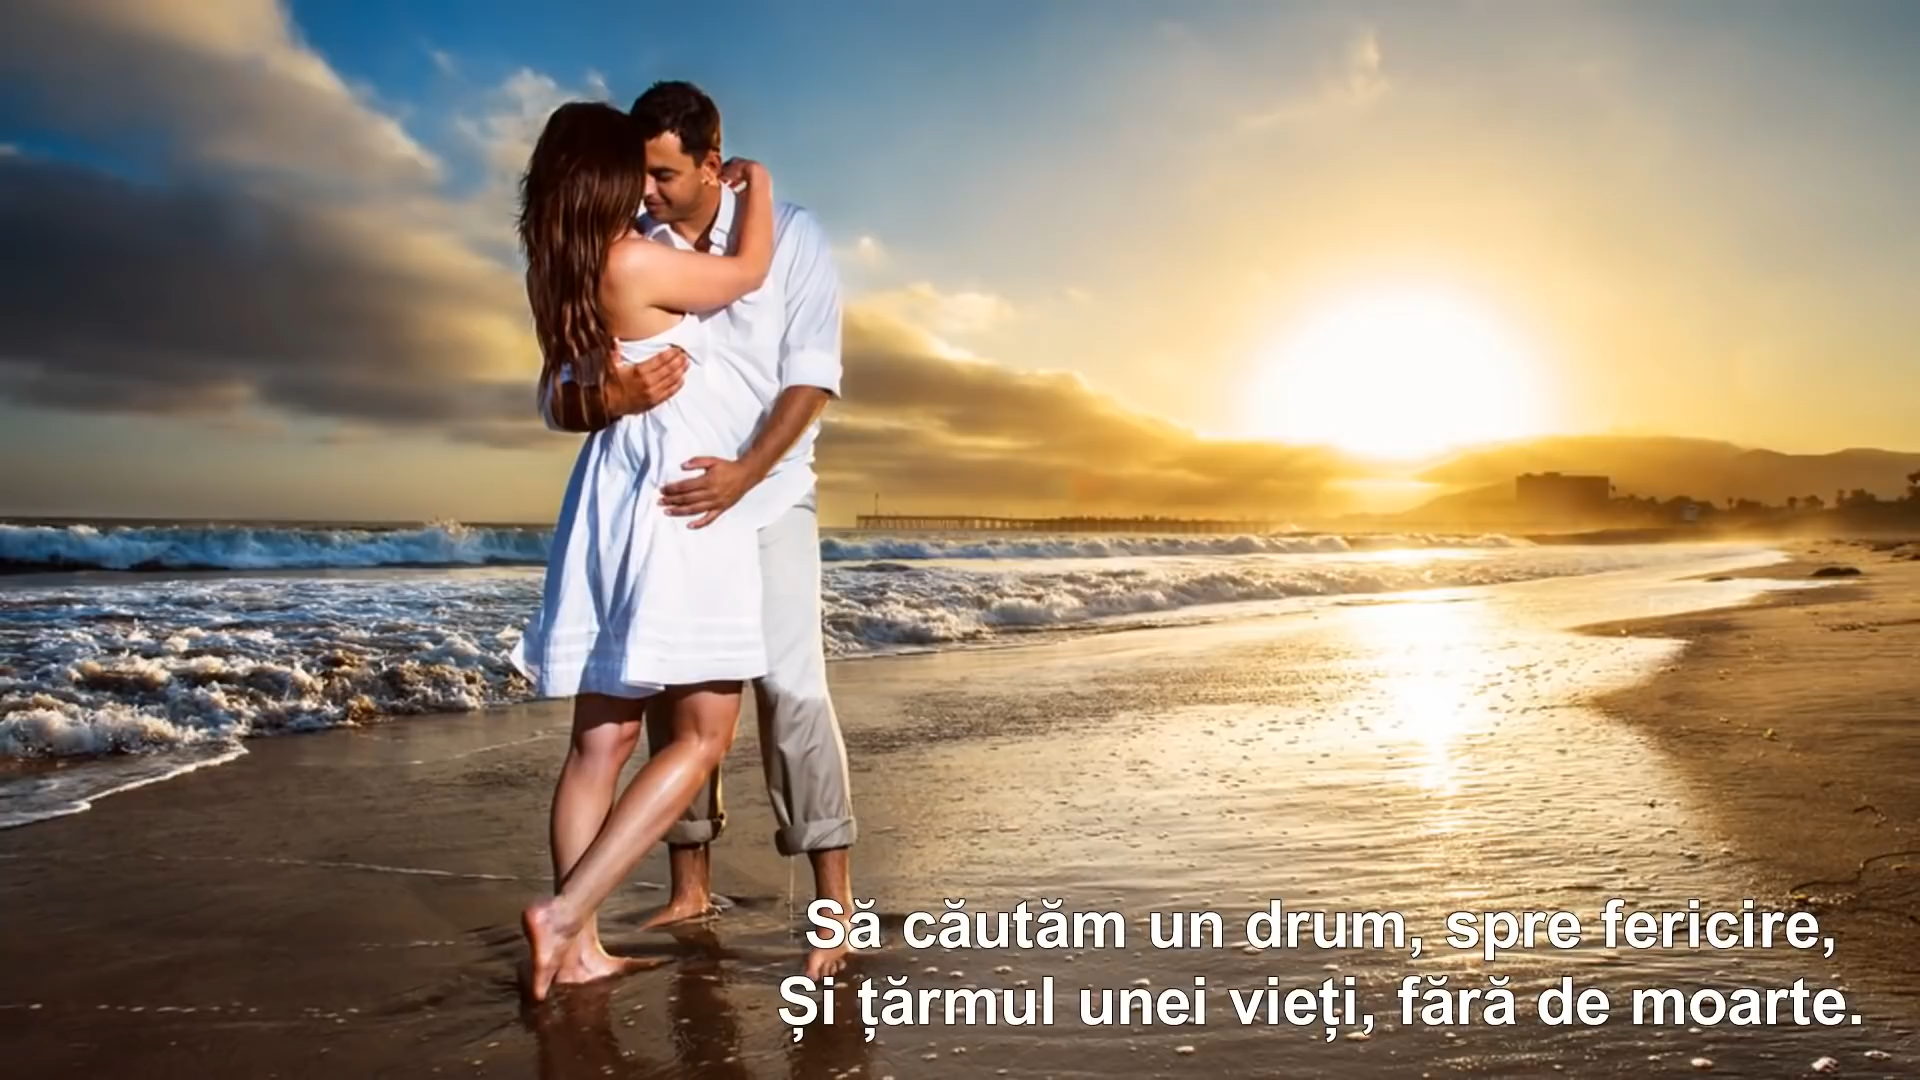 Să căutăm un drum, spre fericire,
Și țărmul unei vieți, fără de moarte.